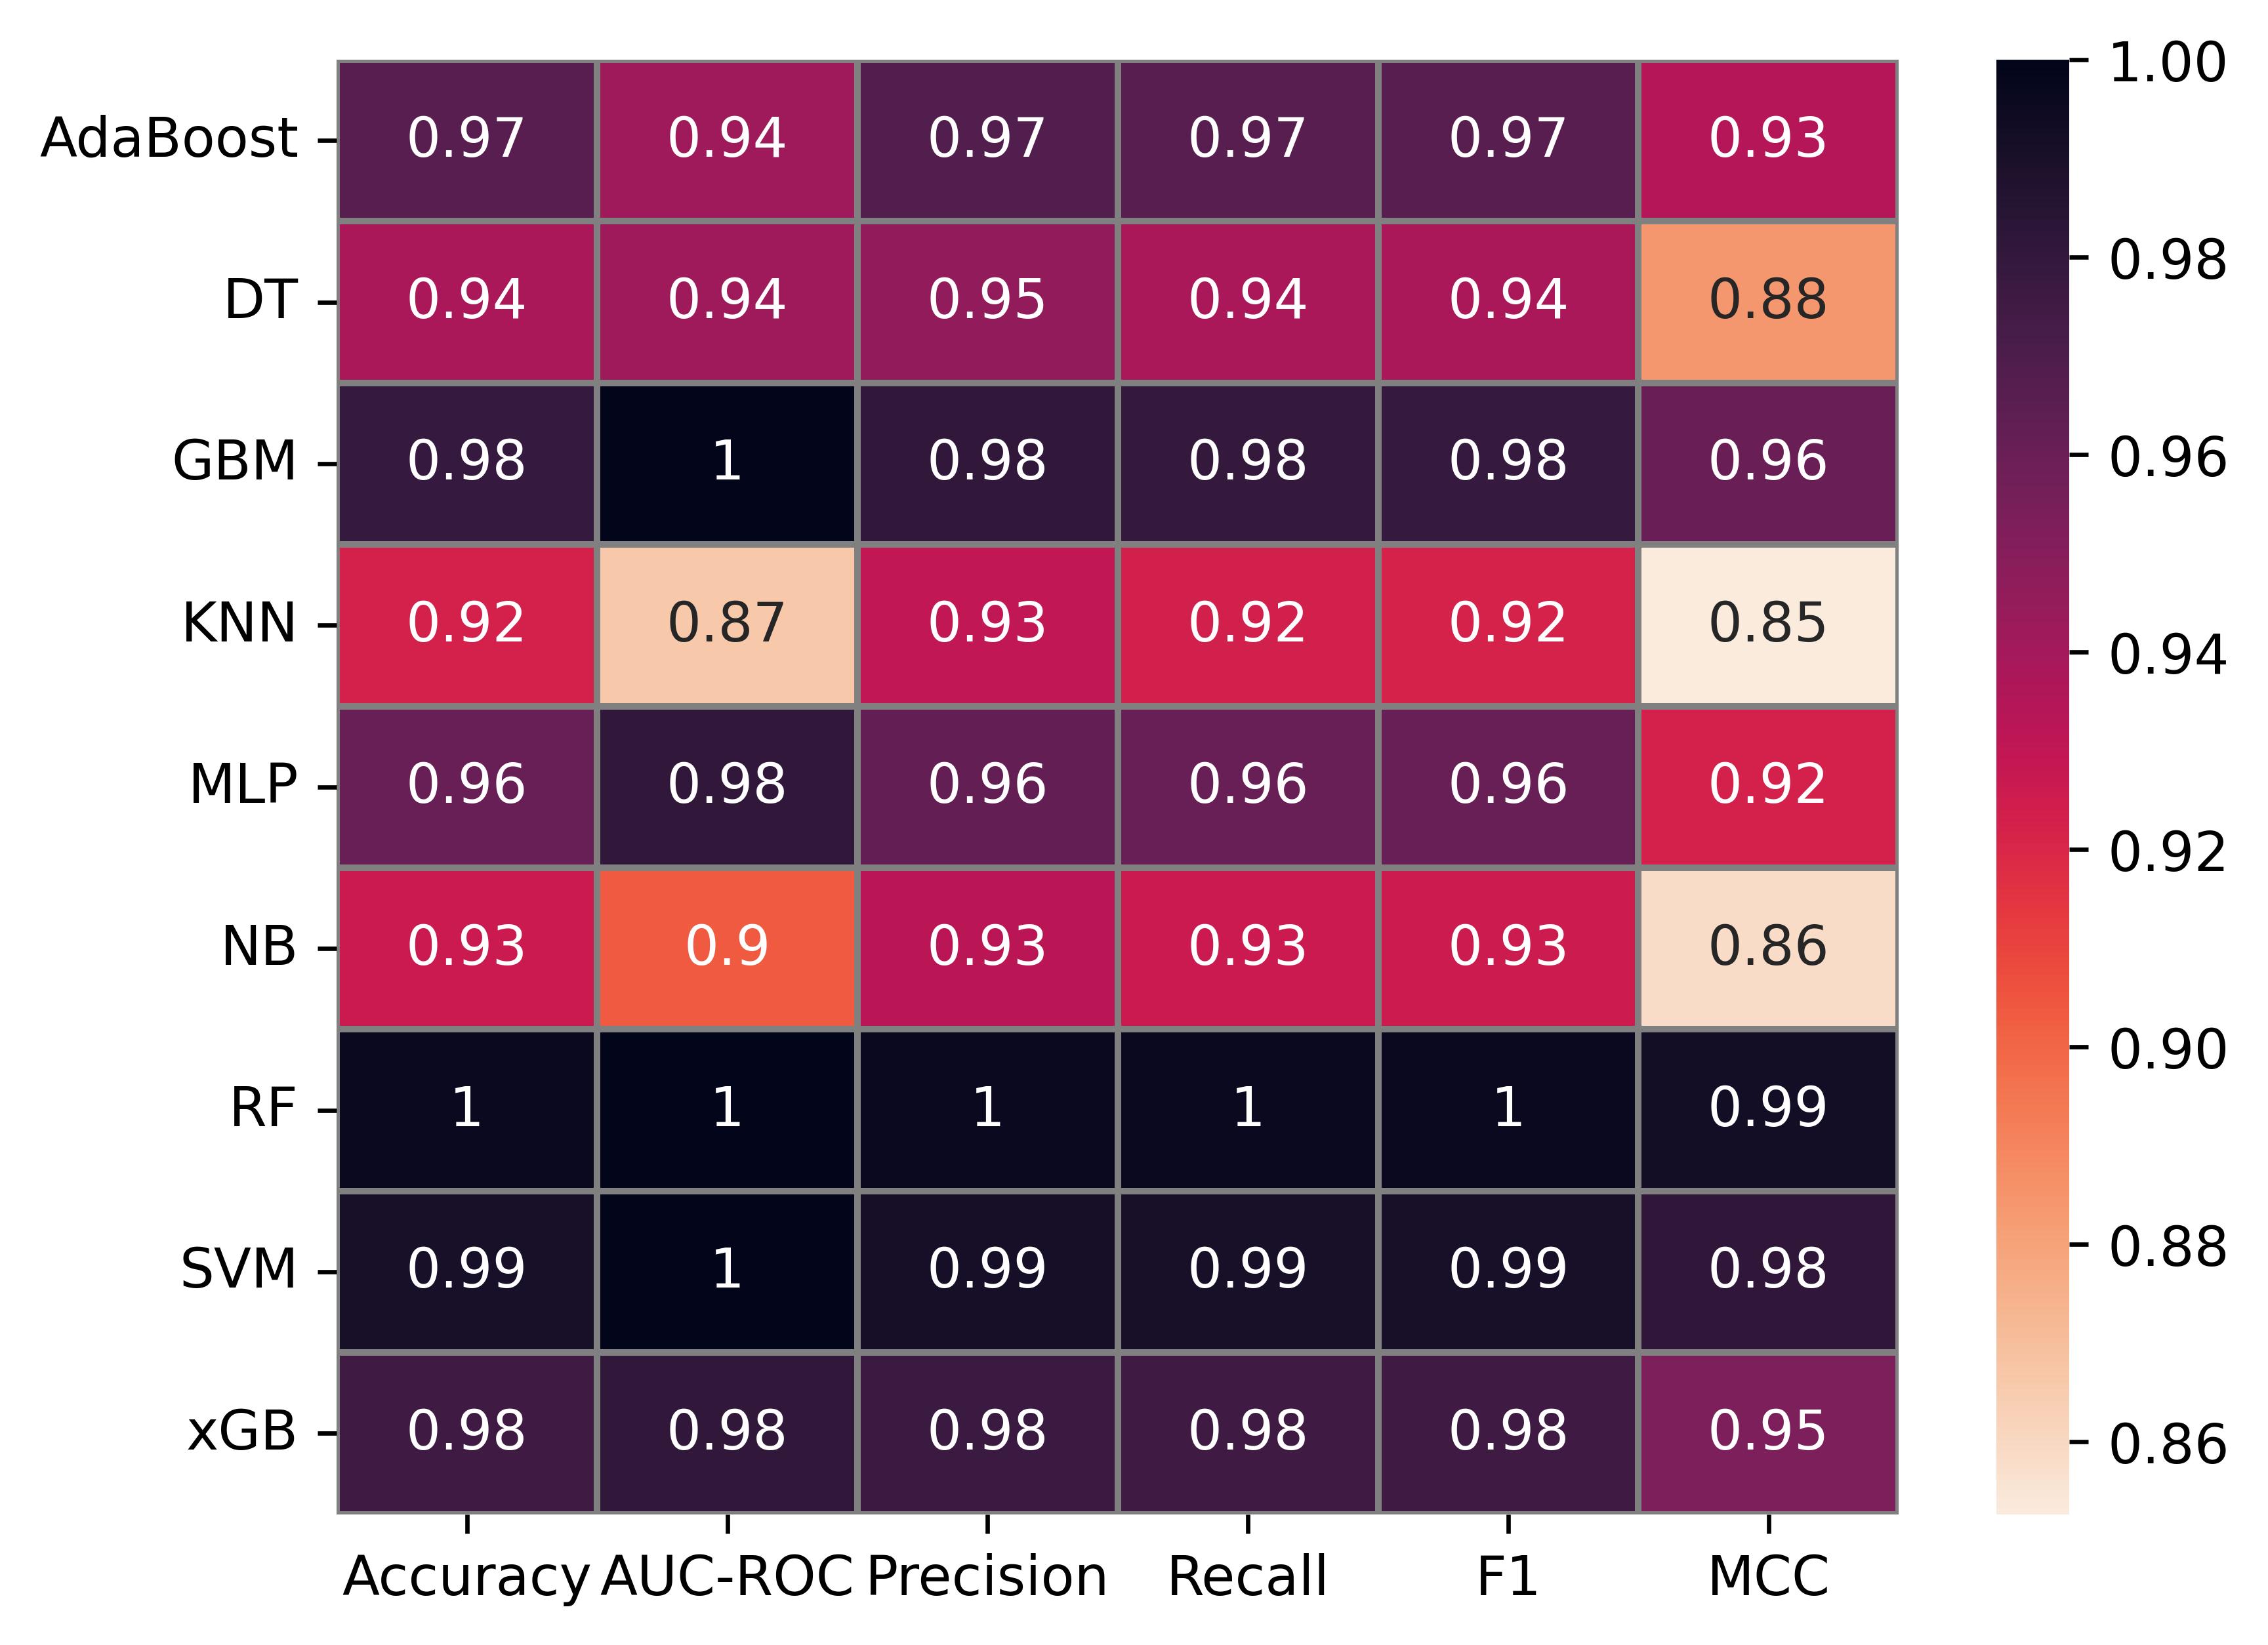 AdaBoost 0.97 0.94 0.97 0.97 0.97 0.93
DT 0.94 0.94 0.95 0.94 0.94 0.88
GBM 0.98 1 0.98 0.98 0.98 0.96
KNN 0.92 0.87 0.93 0.92 0.92 0.85
MLP 0.96 0.98 0.96 0.96 0.96 0.92
NB 0.93 0.9 0.93 0.93 0.93 0.86
RF 1 1 1 1 1 0.99
SVM 0.99 1 0.99 0.99 0.99 0.98
xGB 0.98 0.98 0.98 0.98 0.98 0.95
Accuracy AUC-ROC Precision Recall F1 MCC
1.00
0.98
0.96
0.94
0.92
0.90
0.88
0.86